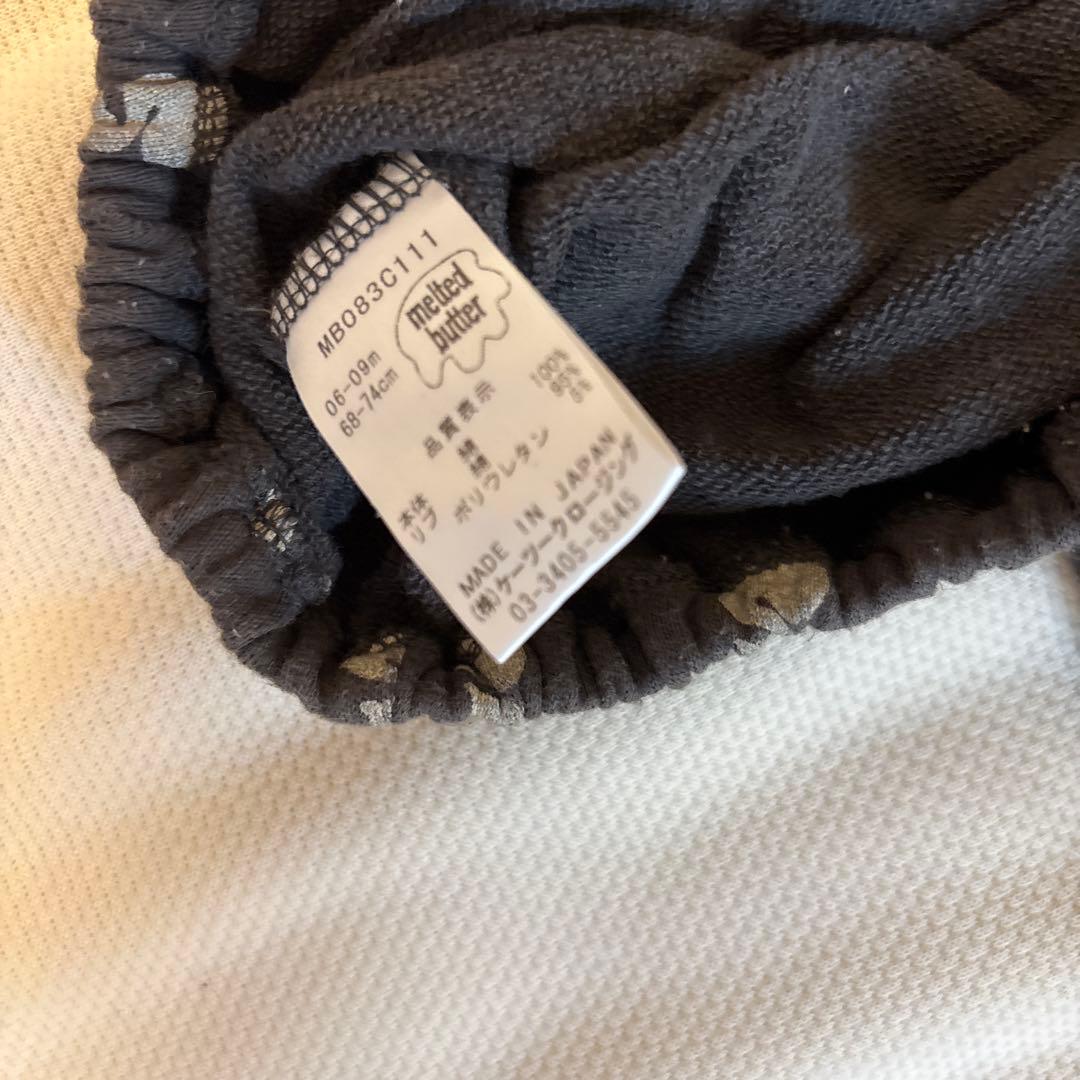 MB083C111
melted
butter
06-09m
68-74cm
品質表示
本体 綿 100%
リブ 綿 95%
ポリウレタン 5%
MADE IN JAPAN
(株)ケーツークロージング
03-3405-5545